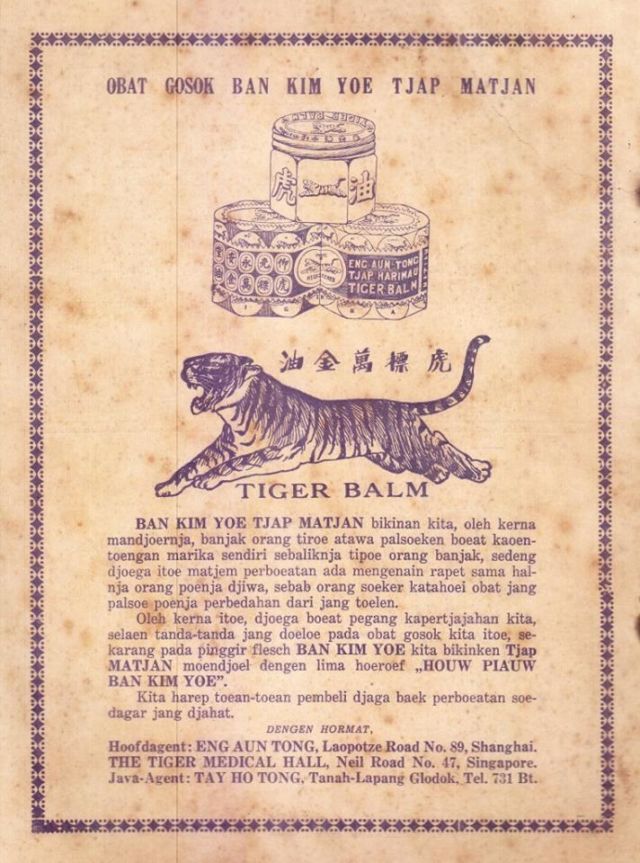 OBAT GOSOK BAN KIM YOE TJAP MATJAN
TIGER BALM
虎 油
ENG AUN-TONG
TJAP HARIMAU
TIGER BALM
虎標萬金油
TIGER BALM
BAN KIM YOE TJAP MATJAN bikinan kita, oleh kerna
mandjoernja, banjak orang tiroe atawa palsoeken boeat kaoen-
toengan marika sendiri sebaliknja tipoe orang banjak, sedeng
djoega itoe matjem perboeatan ada mengenain rapet sama hal-
nja orang poenja djiwa, sebab orang soeker katahoei obat jang
palsoe poenja perbedahan dari jang toelen.
Oleh kerna itoe, djoega boeat pegang kapertjajahan kita,
selaen tanda-tanda jang doeloe pada obat gosok kita itoe, se-
karang pada pinggir flesch BAN KIM YOE kita bikinken Tjap
MATJAN moendjoel dengen lima hoeroef „HOUW PIAUW
BAN KIM YOE”.
Kita harep toean-toean pembeli djaga baek perboeatan soe-
dagar jang djahat.
DENGEN HORMAT,
Hoofdagent: ENG AUN TONG, Laopotze Road No. 89, Shanghai.
THE TIGER MEDICAL HALL, Neil Road No. 47, Singapore.
Java-Agent: TAY HO TONG, Tanah-Lapang Glodok, Tel. 731 Bt.